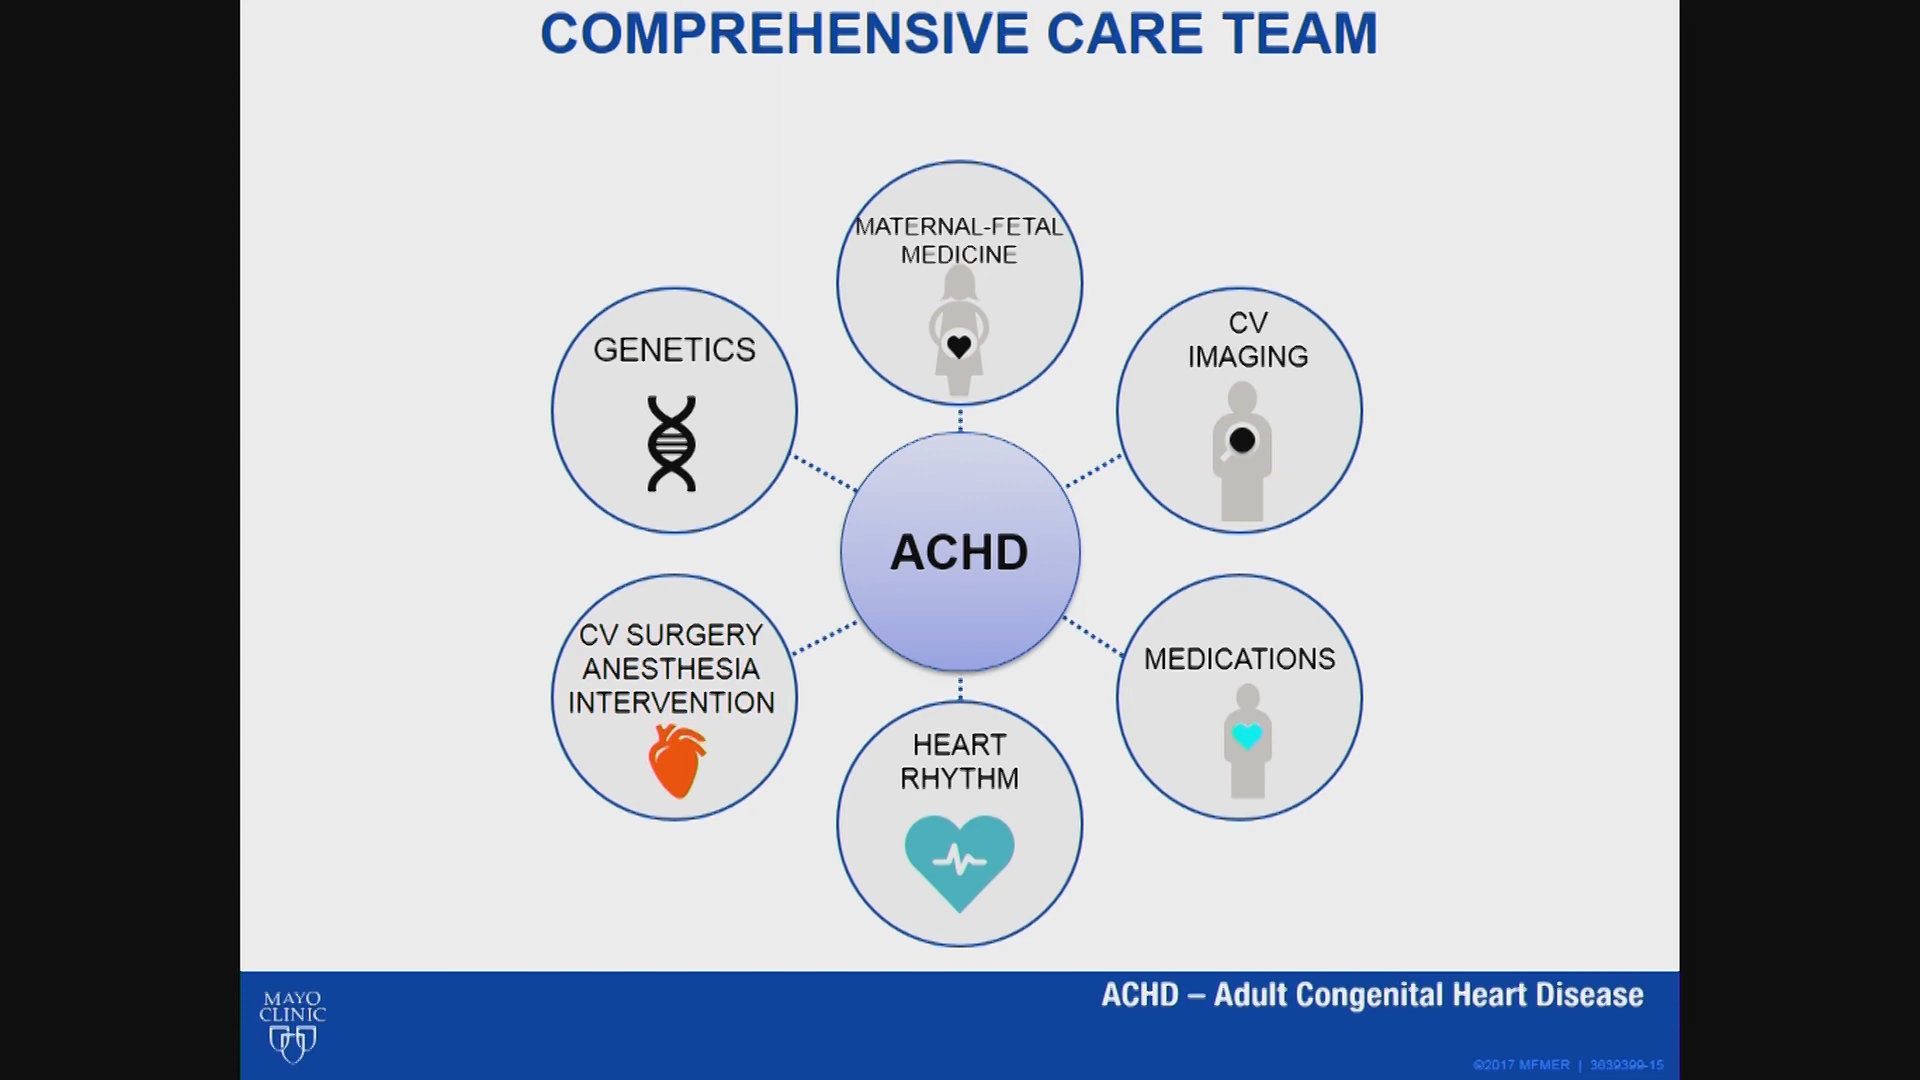 COMPREHENSIVE CARE TEAM
MATERNAL-FETAL
MEDICINE
GENETICS
CV
IMAGING
ACHD
CV SURGERY
ANESTHESIA
INTERVENTION
MEDICATIONS
HEART
RHYTHM
MAYO
CLINIC
ACHD – Adult Congenital Heart Disease
©2017 MFMER | 3639399-15